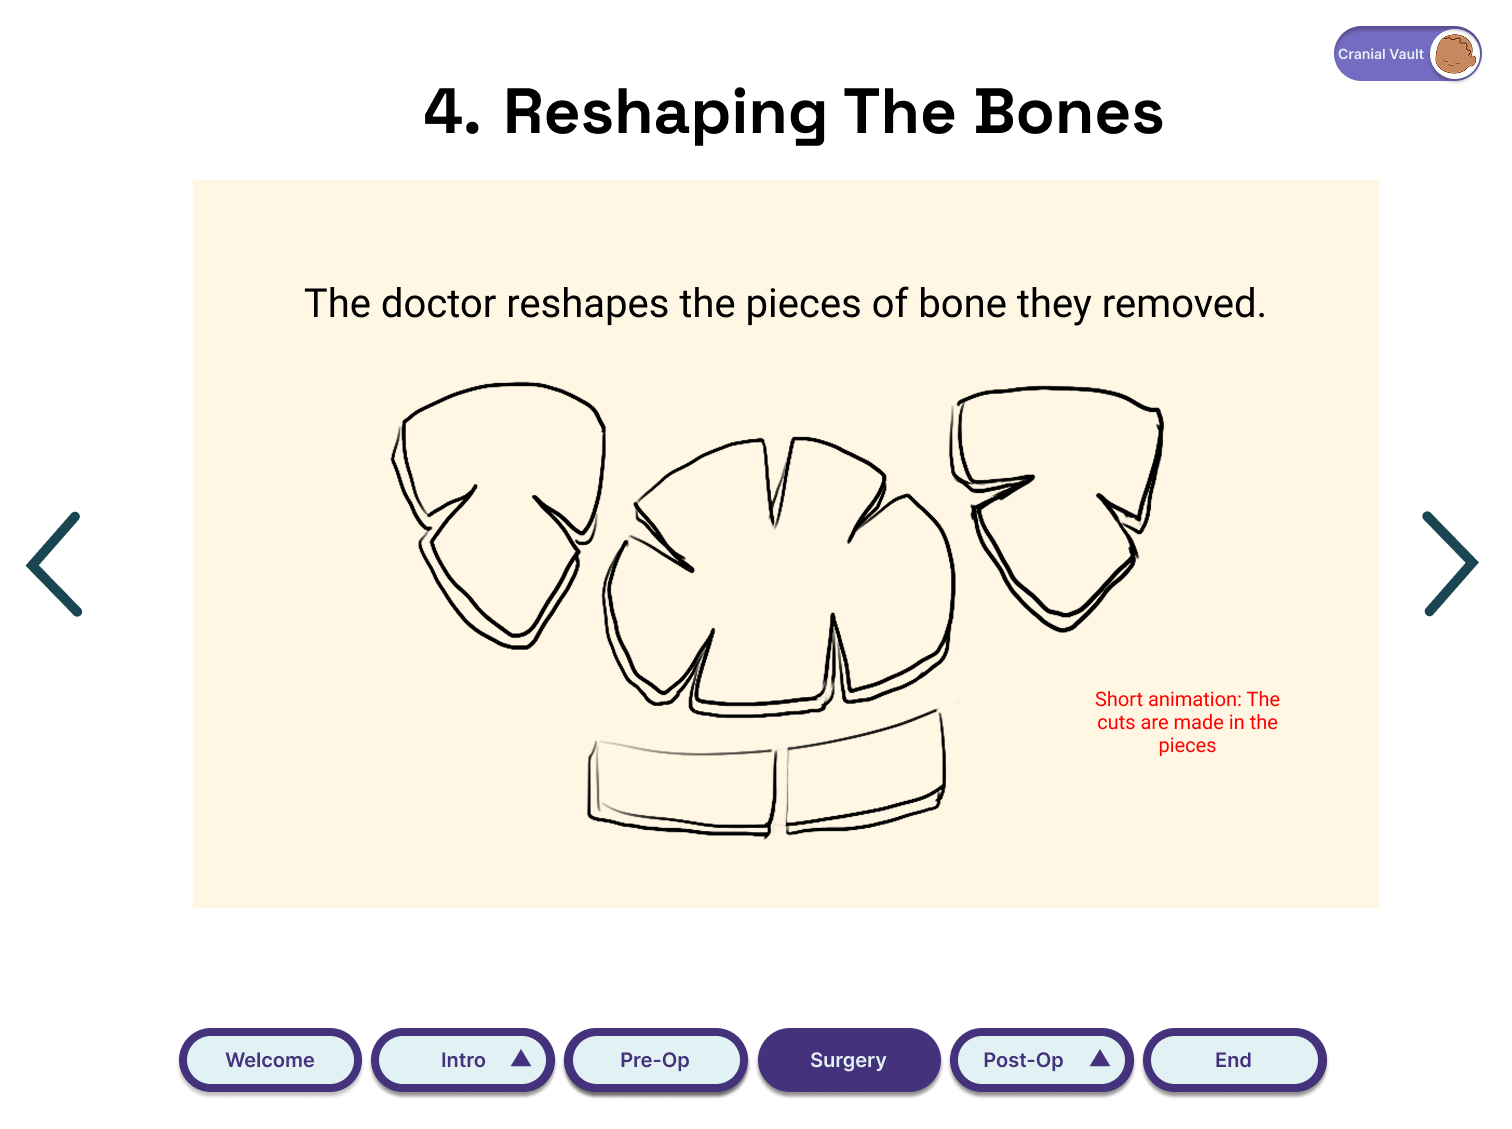 Cranial Vault
4. Reshaping The Bones
The doctor reshapes the pieces of bone they removed.
Short animation: The
cuts are made in the
pieces
Welcome
Intro
Pre-Op
Surgery
Post-Op
End